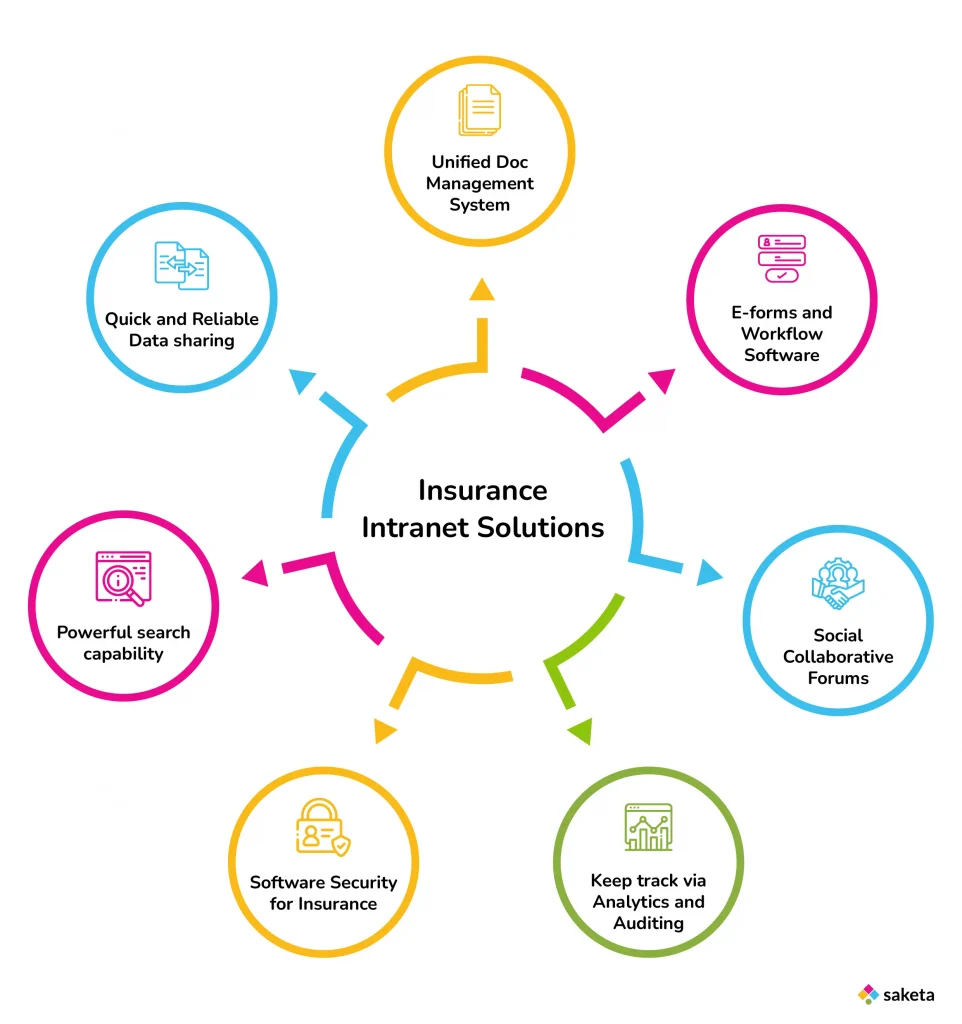 Unified Doc
Management
System
E-forms and
Workflow
Software
Social
Collaborative
Forums
Keep track via
Analytics and
Auditing
Software Security
for Insurance
Powerful search
capability
Quick and Reliable
Data sharing
Insurance
Intranet Solutions
saketa